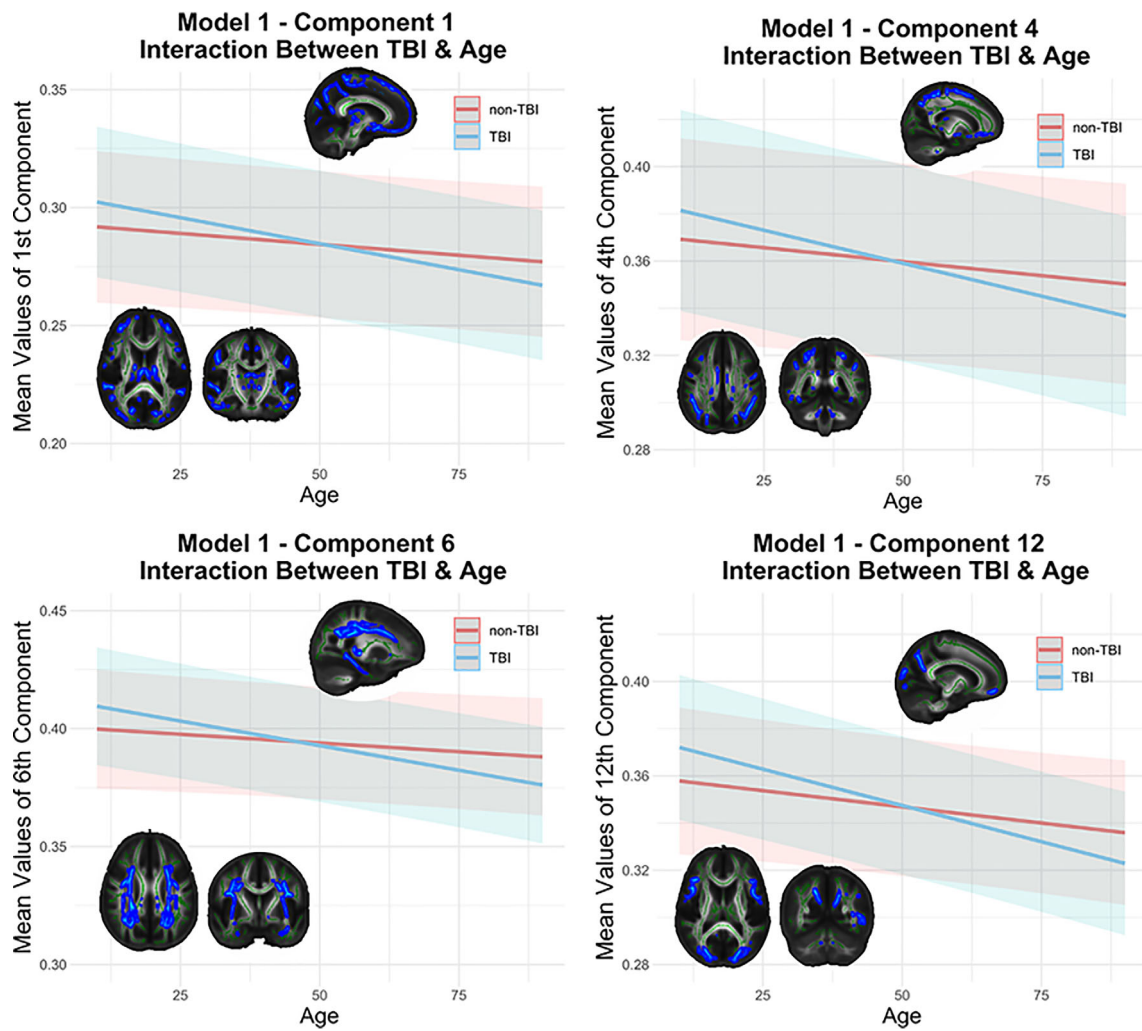 Model 1 - Component 1
Interaction Between TBI & Age
Mean Values of 1st Component
0.35
0.30
0.25
0.20
non-TBI
TBI
25
50
75
Age
Model 1 - Component 4
Interaction Between TBI & Age
Mean Values of 4th Component
0.40
0.36
0.32
0.28
non-TBI
TBI
25
50
75
Age
Model 1 - Component 6
Interaction Between TBI & Age
Mean Values of 6th Component
0.45
0.40
0.35
0.30
non-TBI
TBI
25
50
75
Age
Model 1 - Component 12
Interaction Between TBI & Age
Mean Values of 12th Component
0.40
0.36
0.32
0.28
non-TBI
TBI
25
50
75
Age